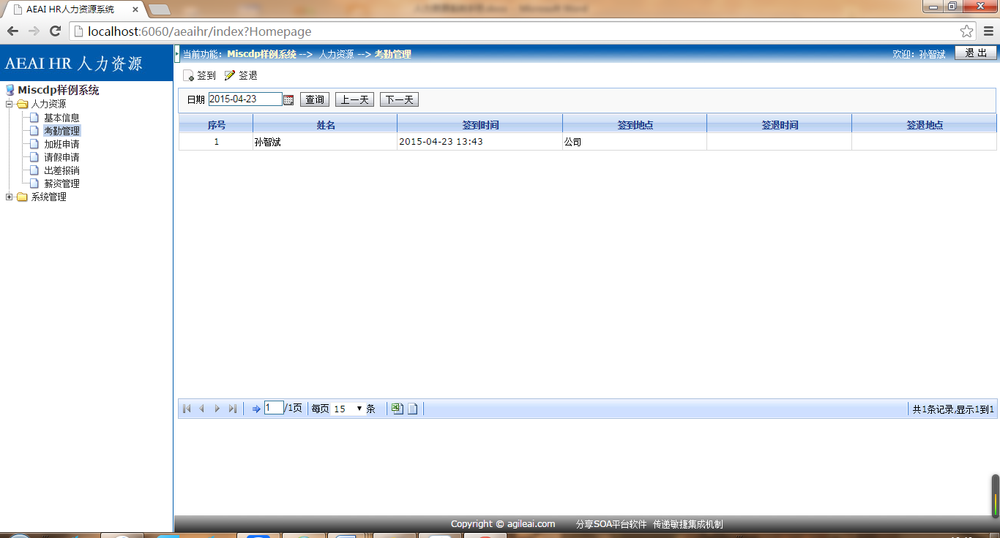 AEAI HR人力资源系统
localhost:6060/aeaihr/index?Homepage
AEAI HR 人力资源
当前功能：Miscdp样例系统 --> 人力资源 --> 考勤管理
欢迎：孙智斌
退 出
Miscdp样例系统
人力资源
基本信息
考勤管理
加班申请
请假申请
出差报销
薪资管理
系统管理
签到 签退
日期 2015-04-23 查询 上一天 下一天
序号 姓名 签到时间 签到地点 签退时间 签退地点
1 孙智斌 2015-04-23 13:43 公司
1 /1页 每页 15 条
共1条记录,显示1到1
Copyright © agileai.com 分享SOA平台软件 传递敏捷集成机制